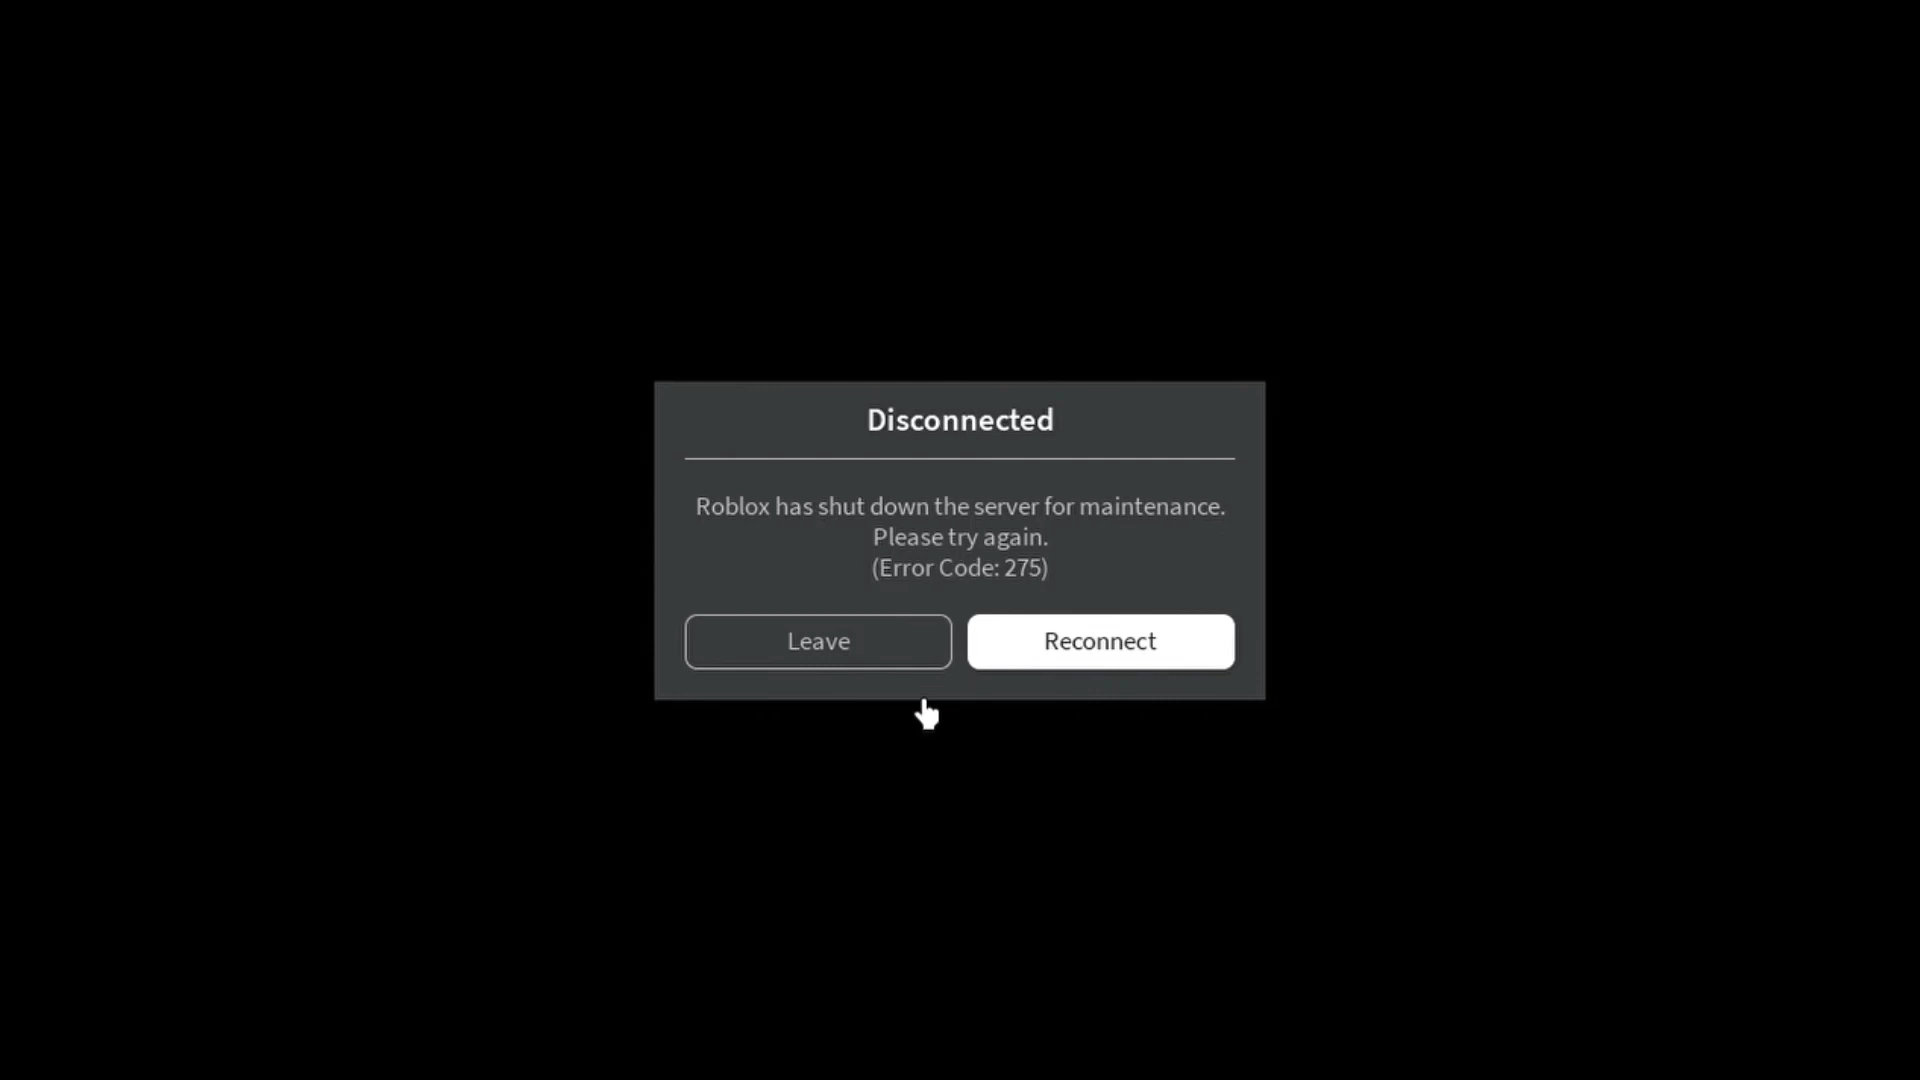 Disconnected
Roblox has shut down the server for maintenance.
Please try again.
(Error Code: 275)
Leave
Reconnect